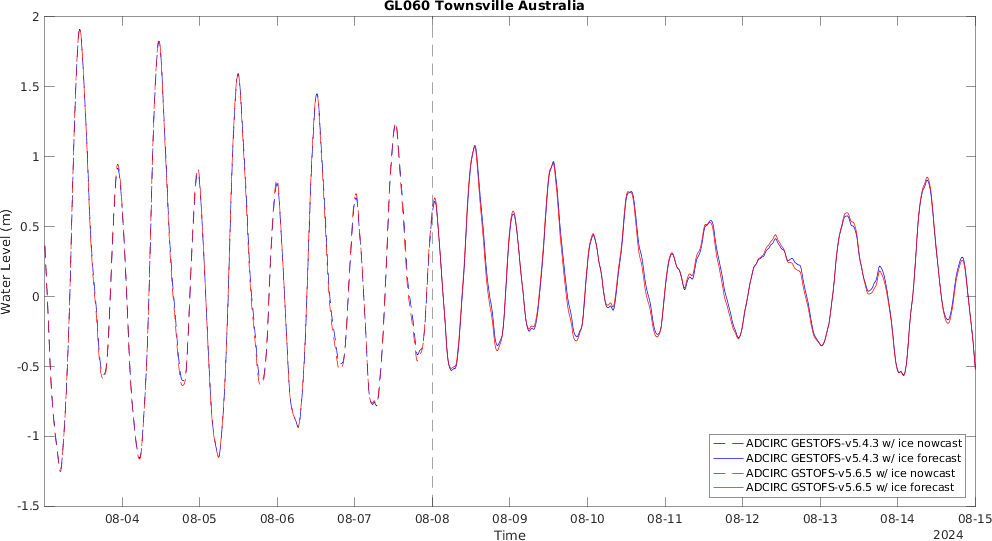 GL060 Townsville Australia
2
1.5
1
0.5
0
-0.5
-1
-1.5
Water Level (m)
ADCIRC GESTOFS-v5.4.3 w/ ice nowcast
ADCIRC GESTOFS-v5.4.3 w/ ice forecast
ADCIRC GSTOFS-v5.6.5 w/ ice nowcast
ADCIRC GSTOFS-v5.6.5 w/ ice forecast
08-04 08-05 08-06 08-07 08-08 08-09 08-10 08-11 08-12 08-13 08-14 08-15
Time
2024